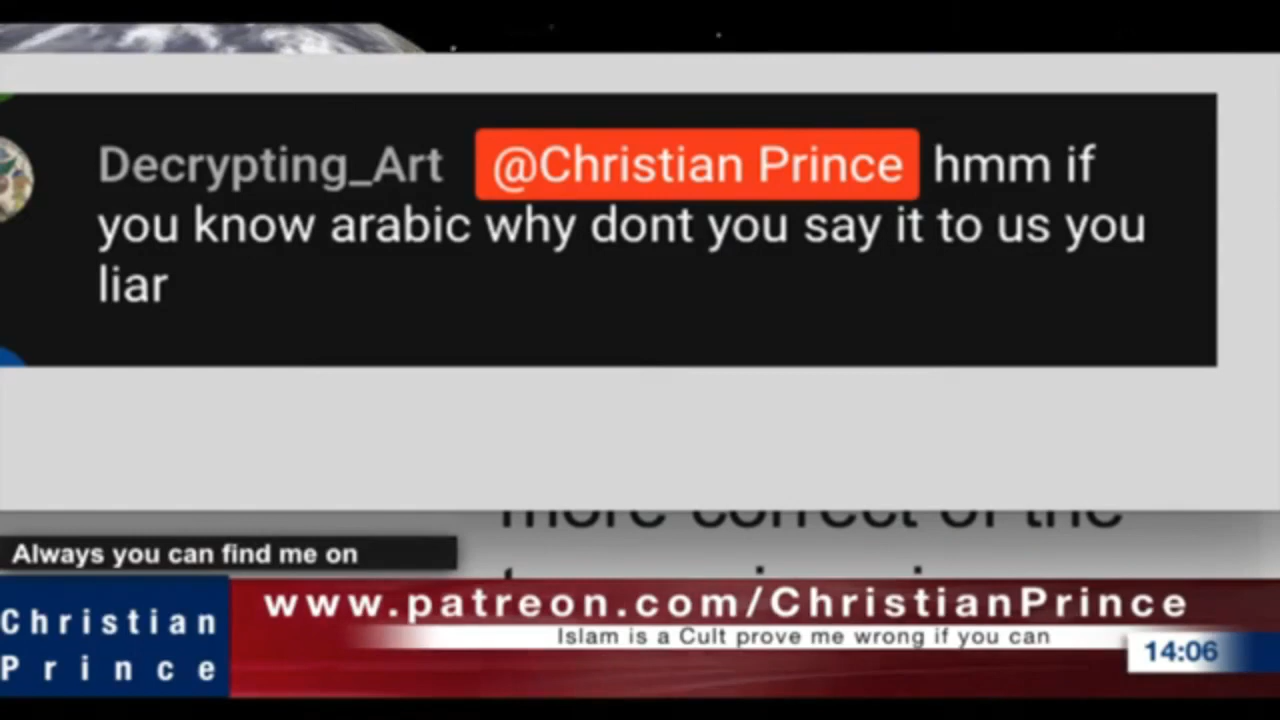 Decrypting_Art @Christian Prince hmm if
you know arabic why dont you say it to us you
liar
more correct of the
Always you can find me on
Christian
Prince
www.patreon.com/ChristianPrince
Islam is a Cult prove me wrong if you can
14:06